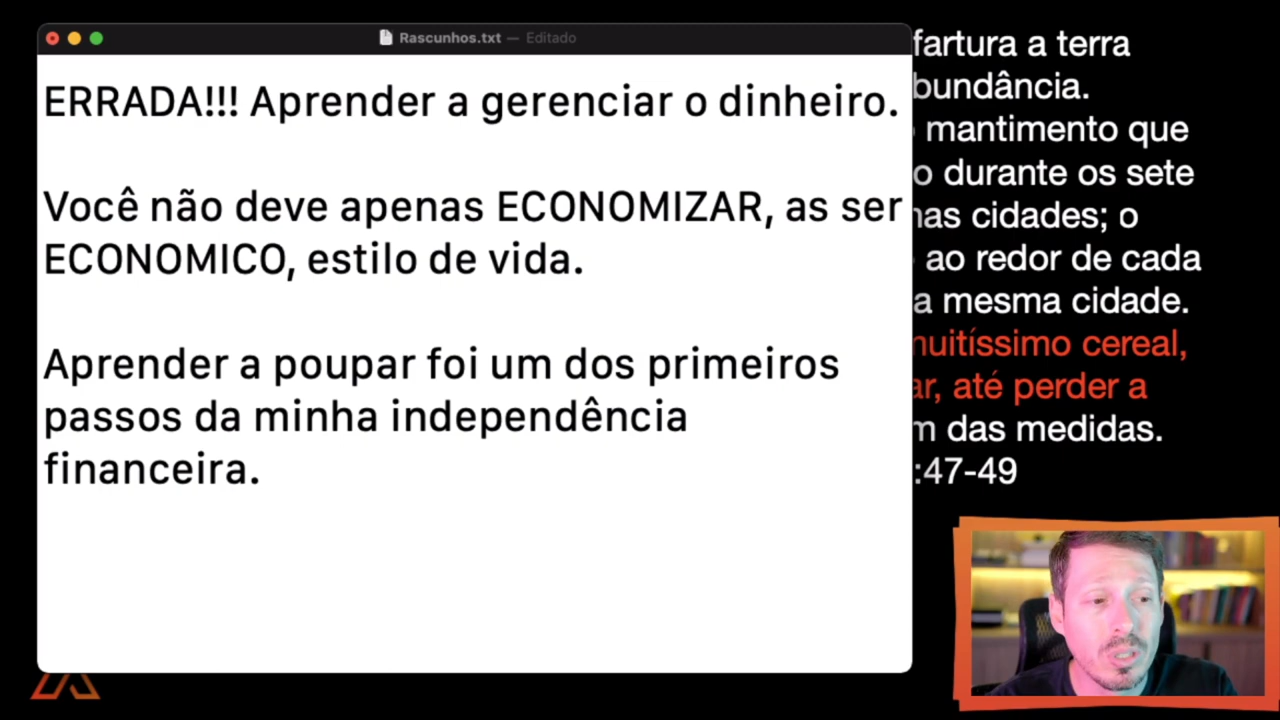 Rascunhos.txt — Editado
ERRADA!!! Aprender a gerenciar o dinheiro.
Você não deve apenas ECONOMIZAR, as ser
ECONOMICO, estilo de vida.
Aprender a poupar foi um dos primeiros
passos da minha independência
financeira.
fartura a terra
bundância.
mantimento que
o durante os sete
nas cidades; o
ao redor de cada
a mesma cidade.
muitíssimo cereal,
ar, até perder a
m das medidas.
:47-49